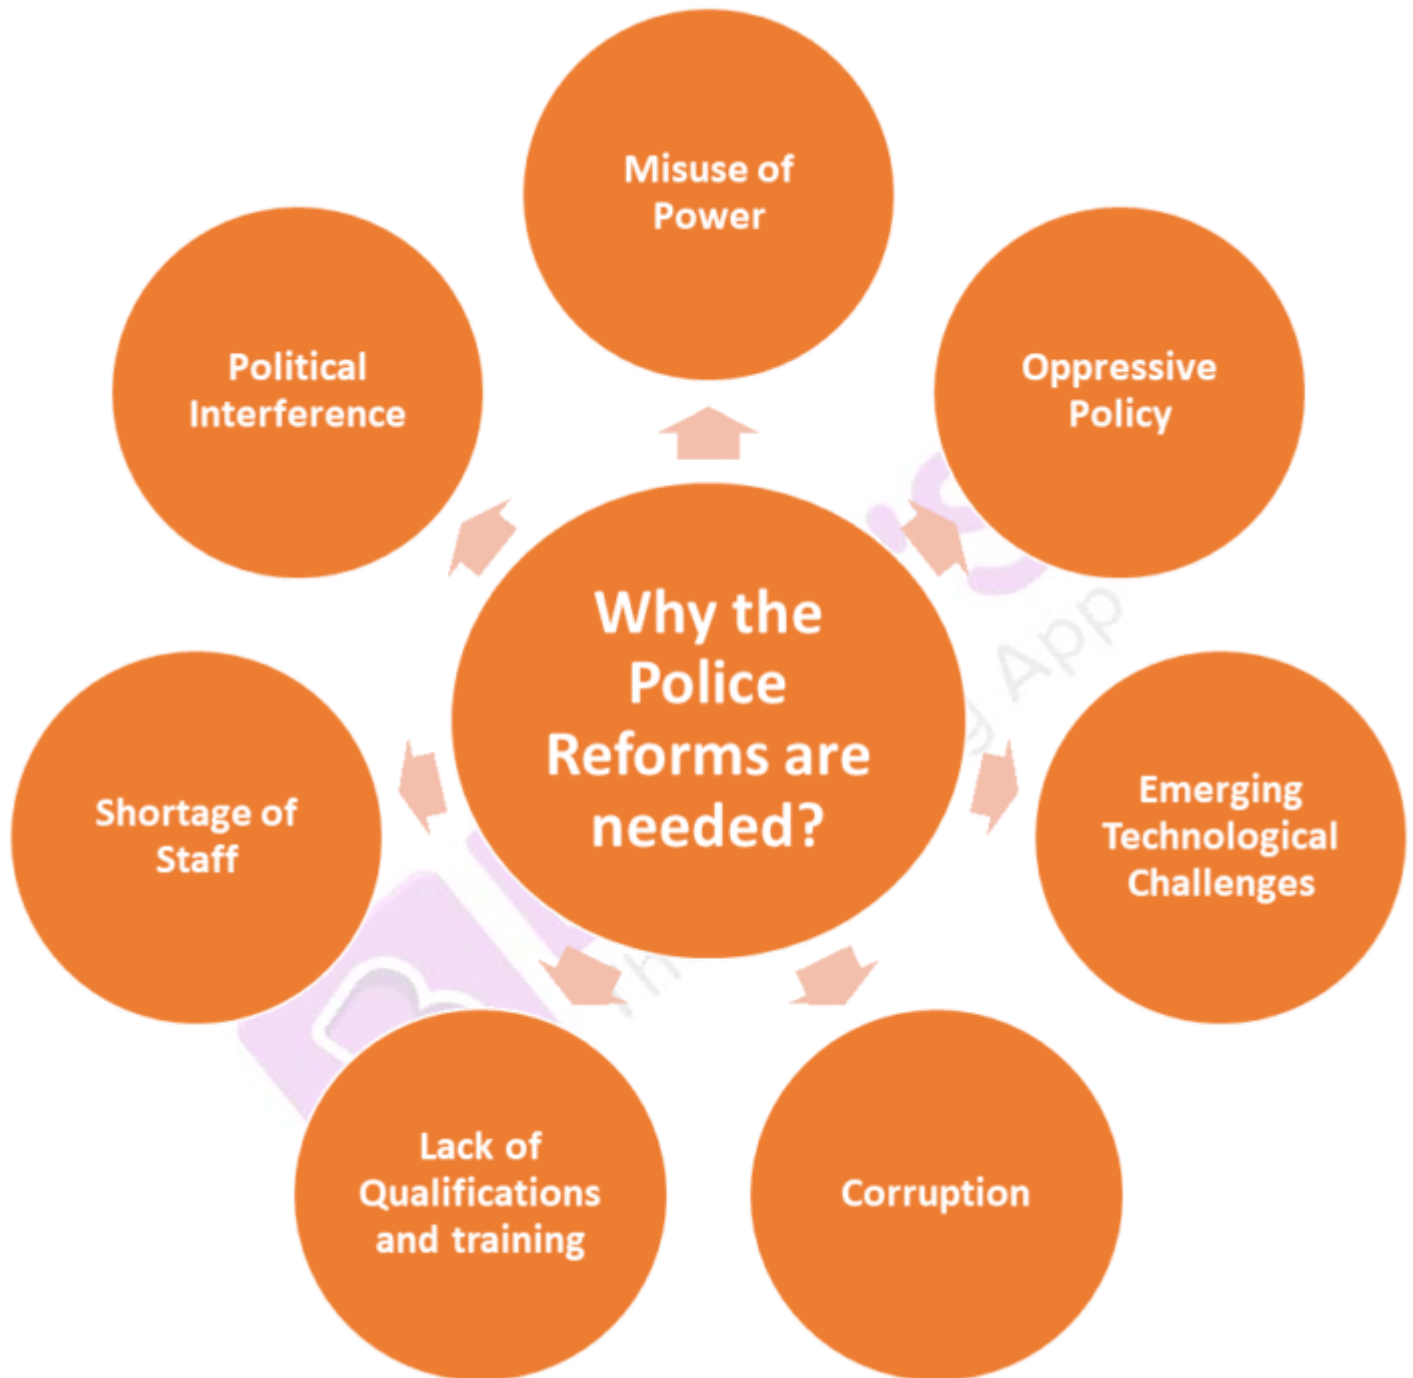 Misuse of
Power
Oppressive
Policy
Emerging
Technological
Challenges
Corruption
Lack of
Qualifications
and training
Shortage of
Staff
Political
Interference
Why the
Police
Reforms are
needed?
App